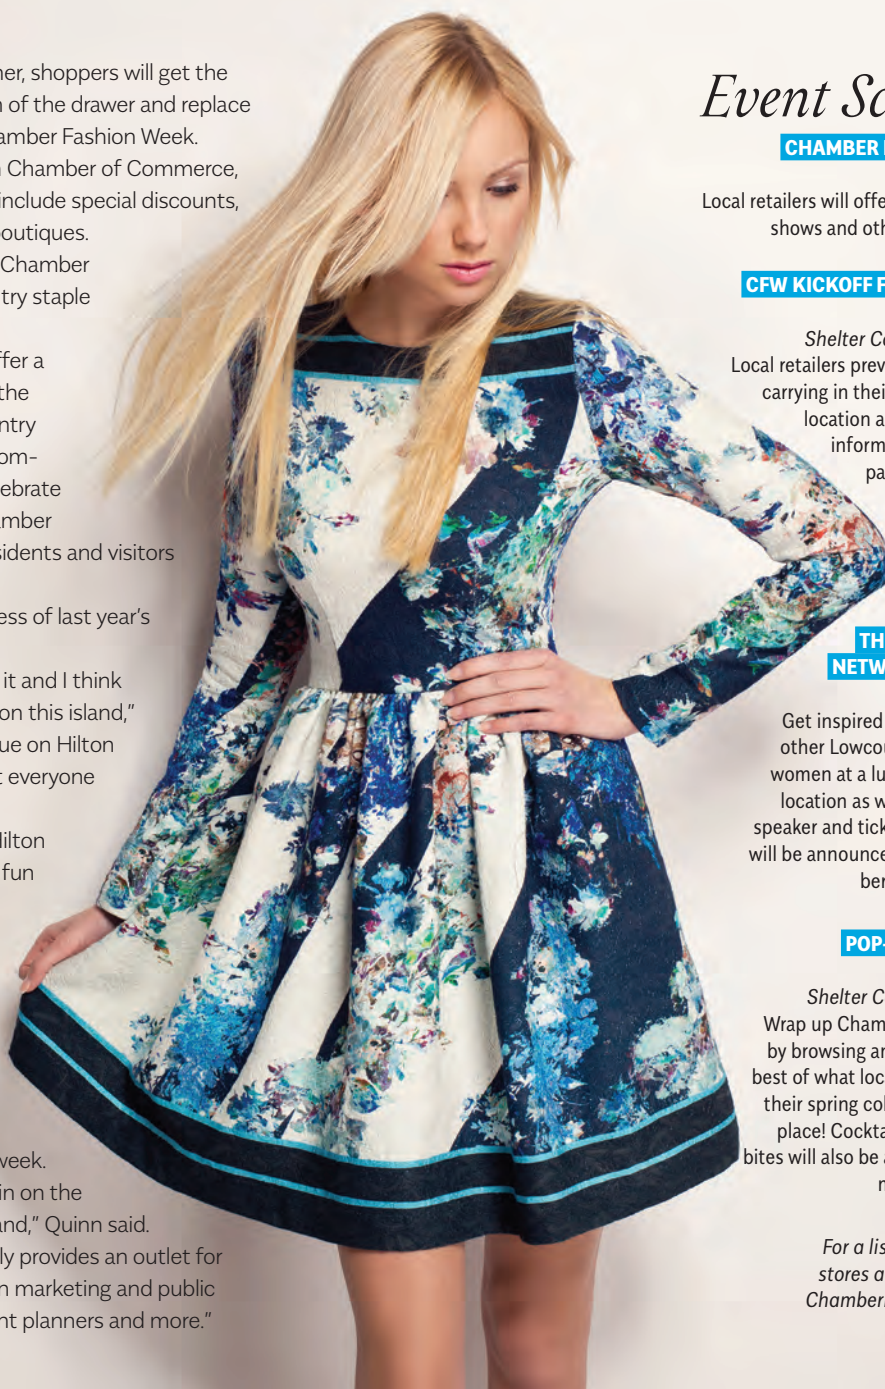 her, shoppers will get the
of the drawer and replace
amber Fashion Week.
Chamber of Commerce,
include special discounts,
boutiques.
Chamber
try staple
ffer a
the
ntry
om-
ebrate
amber
sidents and visitors
ess of last year's
it and I think
on this island,"
ue on Hilton
t everyone
Hilton
fun
week.
in on the
and," Quinn said.
ly provides an outlet for
n marketing and public
nt planners and more."
Event Sc
CHAMBER
Local retailers will offe
shows and oth
CFW KICKOFF F
Shelter Co
Local retailers prev
carrying in thei
location a
inform
pa
TH
NETW
Get inspired
other Lowcou
women at a lu
location as w
speaker and tick
will be announce
ber
POP-
Shelter C
Wrap up Cham
by browsing an
best of what loc
their spring col
place! Cockta
bites will also be
For a lis
stores a
Chamber